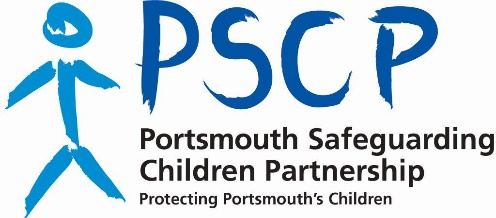 PSCP
Portsmouth Safeguarding
Children Partnership
Protecting Portsmouth's Children